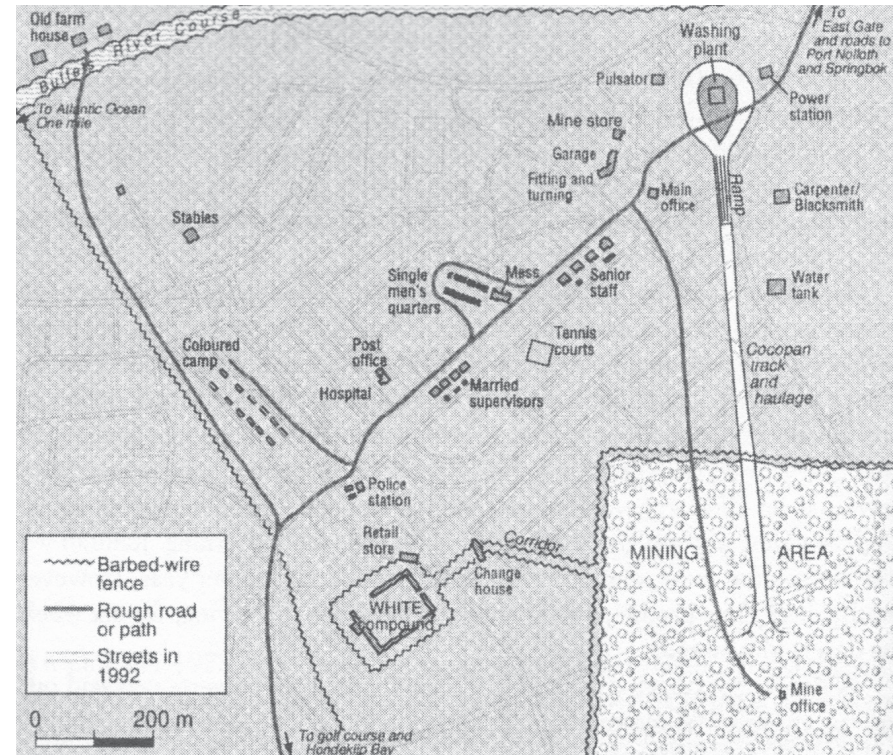 Old farm
house
Buffels River Course
To Atlantic Ocean
One mile
To
East Gate
and roads to
Port Nolloth
and Springbok
Washing
plant
Pulsator
Power
station
Mine store
Garage
Fitting and
turning
Main
office
Ramp
Carpenter/
Blacksmith
Stables
Single
men's
quarters
Mess
Senior
staff
Water
tank
Coloured
camp
Post
office
Hospital
Tennis
courts
Married
supervisors
Cocopan
track
and
haulage
Police
station
Retail
store
Corridor
Change
house
WHITE
compound
MINING AREA
Mine
office
Barbed-wire
fence
Rough road
or path
Streets in
1992
0 200 m
To golf course and
Hondeklip Bay